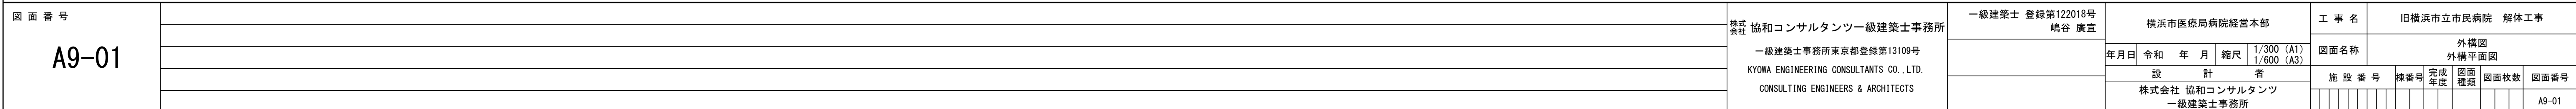 図面番号
A9-01
株式会社 協和コンサルタンツ一級建築士事務所
一級建築士事務所東京都登録第13109号
KYOWA ENGINEERING CONSULTANTS CO.,LTD.
CONSULTING ENGINEERS & ARCHITECTS
一級建築士 登録第122018号
嶋谷 廣宣
横浜市医療局病院経営本部
年月日 令和 年 月 縮尺 1/300 (A1)
1/600 (A3)
設計者
株式会社 協和コンサルタンツ
一級建築士事務所
工事名 旧横浜市立市民病院 解体工事
図面名称 外構図
外構平面図
施設番号 棟番号 完成年度 図面種類 図面枚数 図面番号
A9-01